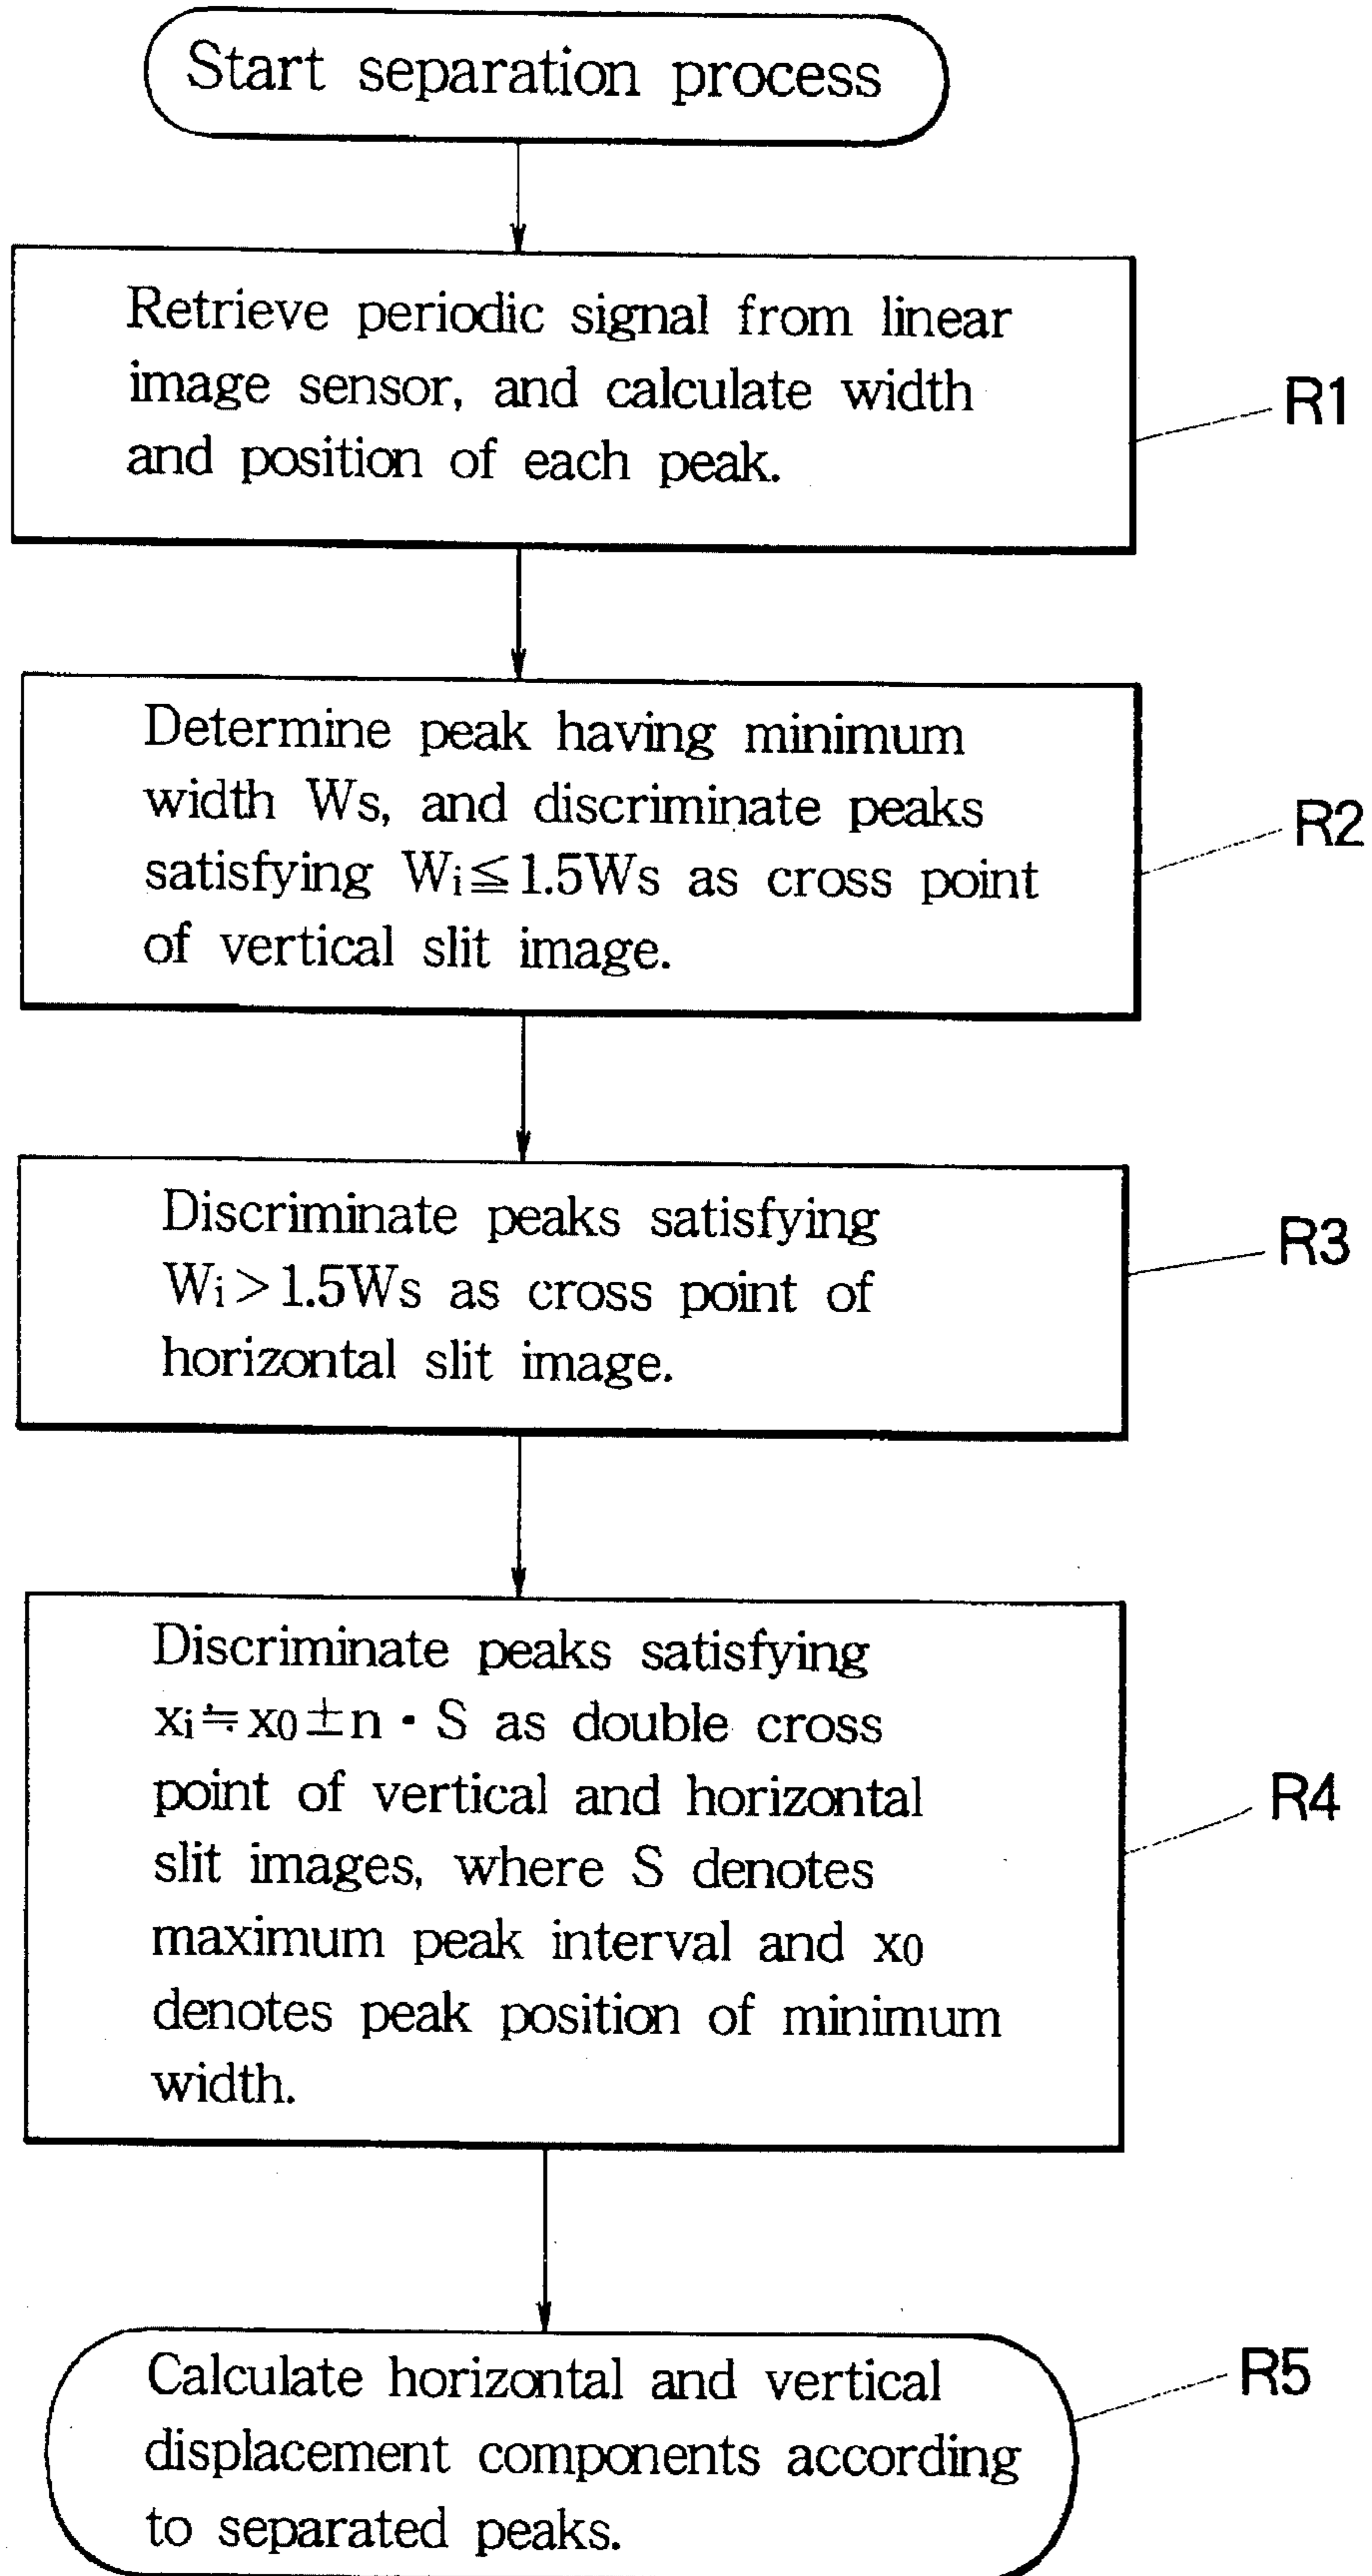 Start separation process
Retrieve periodic signal from linear
image sensor, and calculate width
and position of each peak.
R1
Determine peak having minimum
width Ws, and discriminate peaks
satisfying Wi≦1.5Ws as cross point
of vertical slit image.
R2
Discriminate peaks satisfying
Wi>1.5Ws as cross point of
horizontal slit image.
R3
Discriminate peaks satisfying
xi≒x0±n・S as double cross
point of vertical and horizontal
slit images, where S denotes
maximum peak interval and x0
denotes peak position of minimum
width.
R4
Calculate horizontal and vertical
displacement components according
to separated peaks.
R5